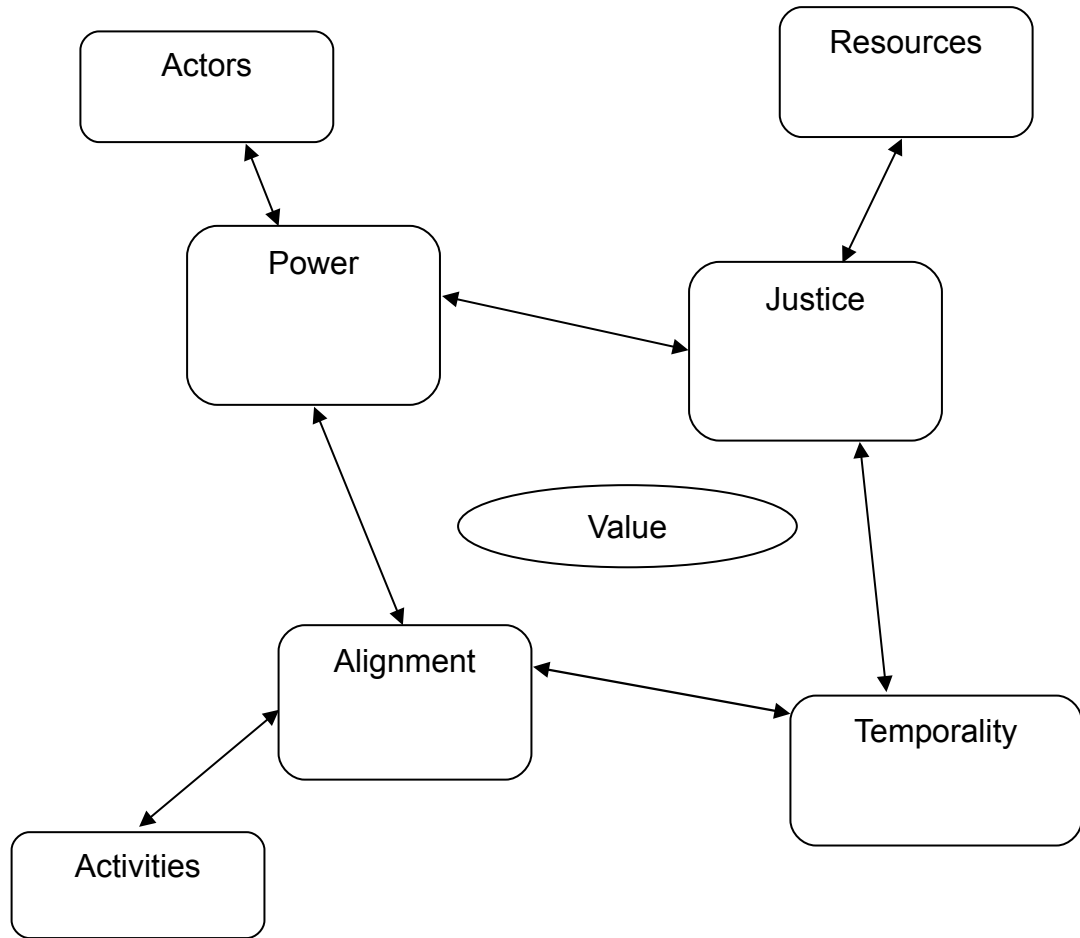 Actors
Resources
Power
Justice
Value
Alignment
Temporality
Activities